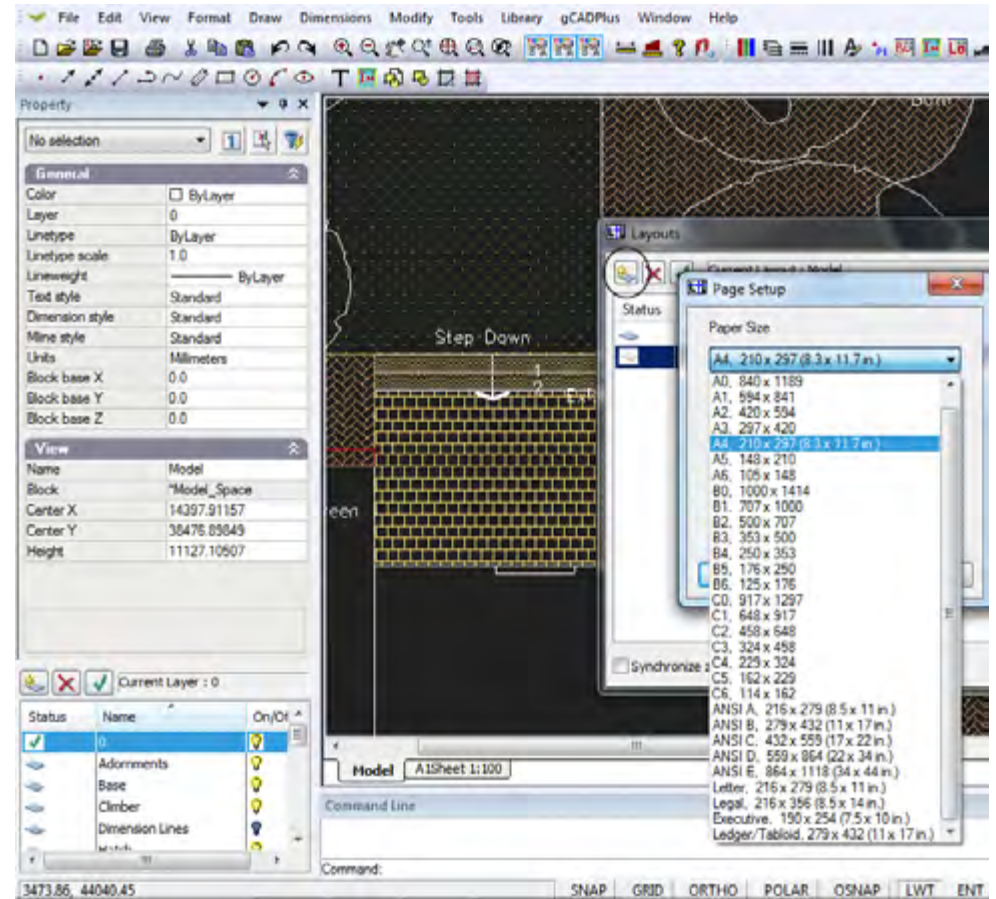 File Edit View Format Draw Dimensions Modify Tools Library gCADPlus Window Help
Property
No selection
General
Color ByLayer
Layer 0
Linetype ByLayer
Linetype scale 1.0
Lineweight ByLayer
Text style Standard
Dimension style Standard
Mline style Standard
Units Millimeters
Block base X 0.0
Block base Y 0.0
Block base Z 0.0
View
Name Model
Block *Model_Space
Center X 14397.91157
Center Y 38476.89849
Height 11127.10507
Current Layer : 0
Status Name On/Of
0
Adornments
Base
Climber
Dimension Lines
Hatch
3473.86, 44040.45
Step Down
1
2
een
Model A1Sheet 1:100
Command Line
Command:
SNAP GRID ORTHO POLAR OSNAP LWT ENT
Layouts
Current Layout : Model
Status
Synchronize
Page Setup
Paper Size
A4, 210 x 297 (8.3 x 11.7 in.)
A0, 840 x 1189
A1, 594 x 841
A2, 420 x 594
A3, 297 x 420
A4, 210 x 297 (8.3 x 11.7 in.)
A5, 148 x 210
A6, 105 x 148
B0, 1000 x 1414
B1, 707 x 1000
B2, 500 x 707
B3, 353 x 500
B4, 250 x 353
B5, 176 x 250
B6, 125 x 176
C0, 917 x 1297
C1, 648 x 917
C2, 458 x 648
C3, 324 x 458
C4, 229 x 324
C5, 162 x 229
C6, 114 x 162
ANSI A, 216 x 279 (8.5 x 11 in.)
ANSI B, 279 x 432 (11 x 17 in.)
ANSI C, 432 x 559 (17 x 22 in.)
ANSI D, 559 x 864 (22 x 34 in.)
ANSI E, 864 x 1118 (34 x 44 in.)
Letter, 216 x 279 (8.5 x 11 in.)
Legal, 216 x 356 (8.5 x 14 in.)
Executive, 190 x 254 (7.5 x 10 in.)
Ledger/Tabloid, 279 x 432 (11 x 17 in.)